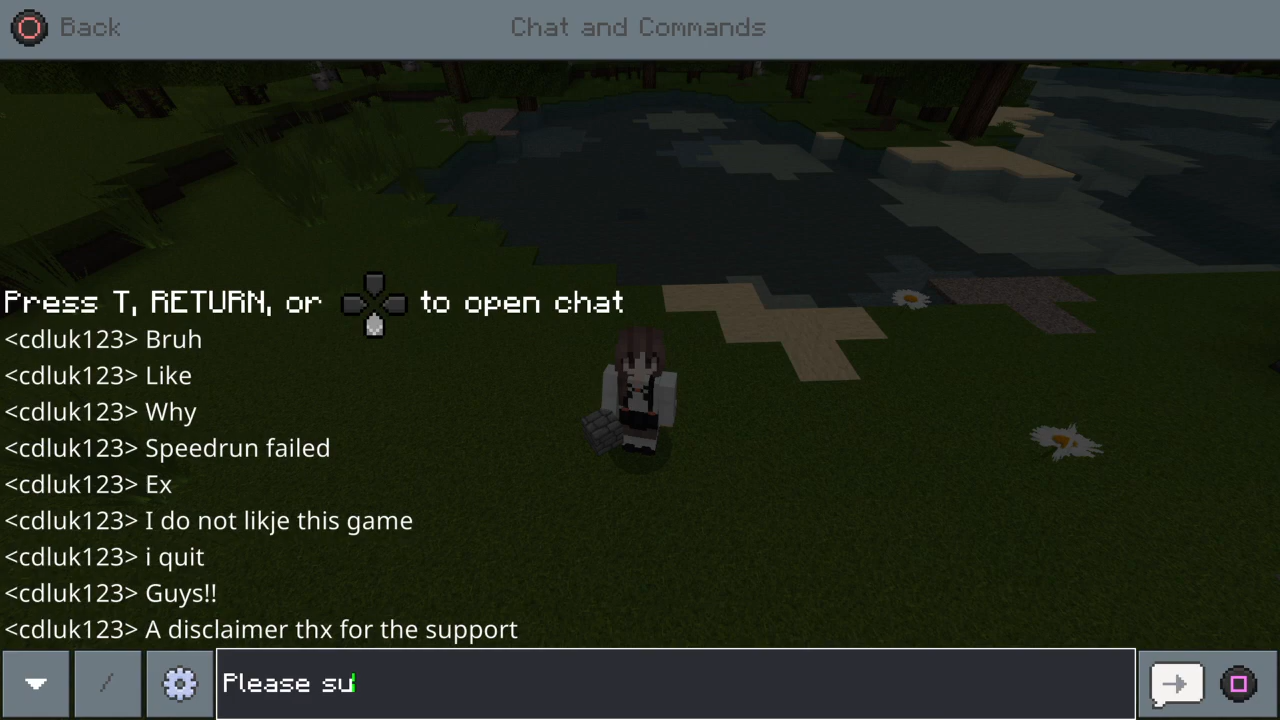 Back
Chat and Commands
Press T, RETURN, or to open chat
<cdluk123> Bruh
<cdluk123> Like
<cdluk123> Why
<cdluk123> Speedrun failed
<cdluk123> Ex
<cdluk123> I do not likje this game
<cdluk123> i quit
<cdluk123> Guys!!
<cdluk123> A disclaimer thx for the support
/
Please su